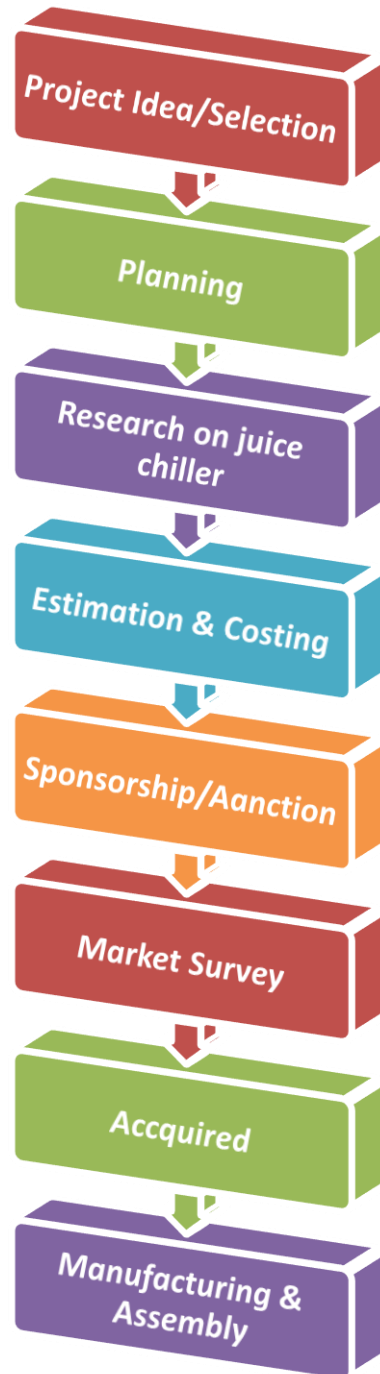 Project Idea/Selection
Planning
Research on juice
chiller
Estimation & Costing
Sponsorship/Aanction
Market Survey
Accquired
Manufacturing &
Assembly